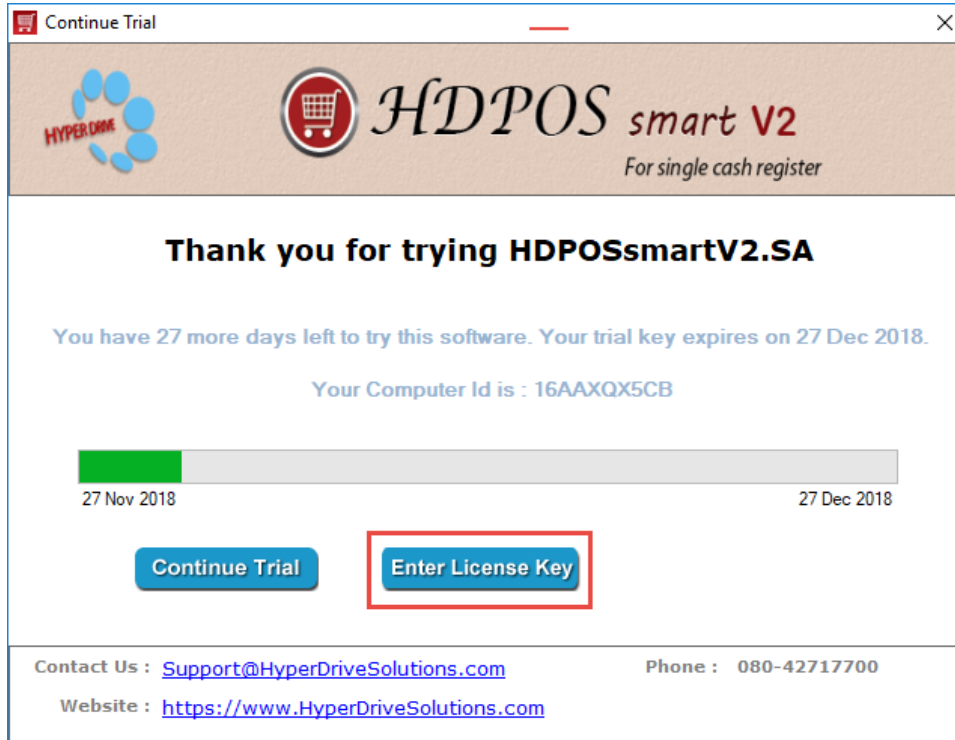 Continue Trial
HYPER DRIVE
HDPOS smart V2
For single cash register
Thank you for trying HDPOSsmartV2.SA
You have 27 more days left to try this software. Your trial key expires on 27 Dec 2018.
Your Computer Id is : 16AAXQX5CB
27 Nov 2018 27 Dec 2018
Continue Trial Enter License Key
Contact Us : Support@HyperDriveSolutions.com Phone : 080-42717700
Website : https://www.HyperDriveSolutions.com